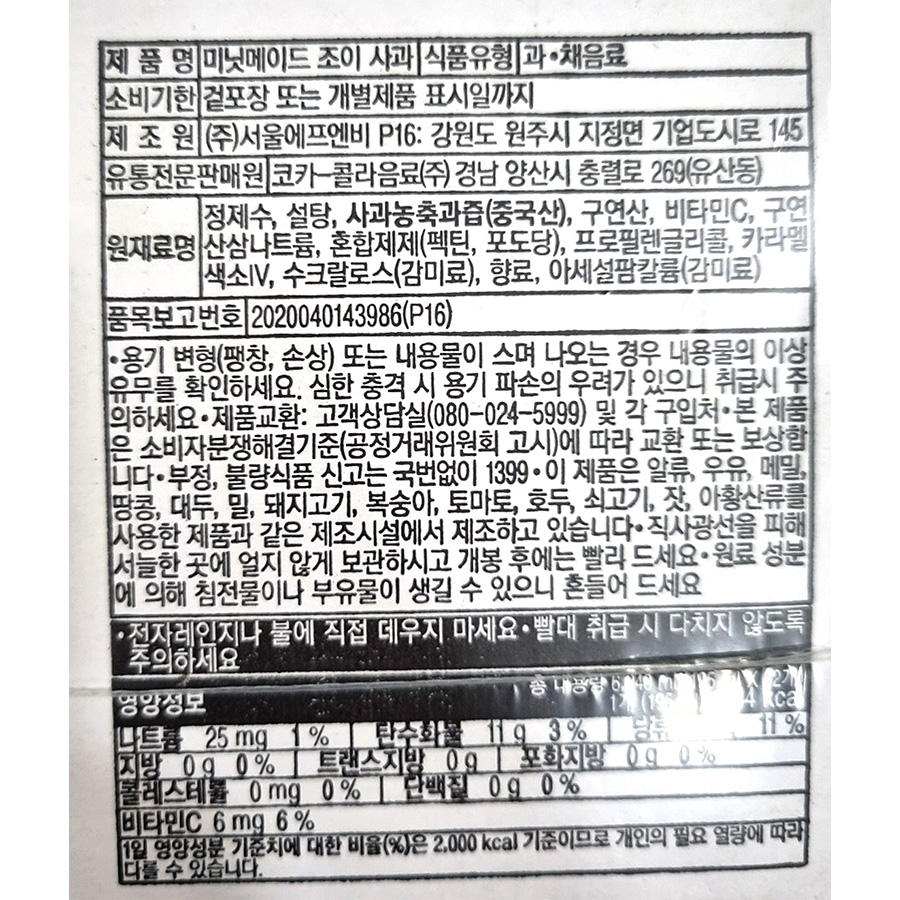 제 품 명 미닛메이드 조이 사과 식품유형 과•채음료
소비기한 겉포장 또는 개별제품 표시일까지
제 조 원 (주)서울에프엔비 P16: 강원도 원주시 지정면 기업도시로 145
유통전문판매원 코카-콜라음료(주) 경남 양산시 충렬로 269(유산동)
원재료명 정제수, 설탕, 사과농축과즙(중국산), 구연산, 비타민C, 구연
산삼나트륨, 혼합제제(펙틴, 포도당), 프로필렌글리콜, 카라멜
색소IV, 수크랄로스(감미료), 향료, 아세설팜칼륨(감미료)
품목보고번호 2020040143986(P16)
•용기 변형(팽창, 손상) 또는 내용물이 스며 나오는 경우 내용물의 이상
유무를 확인하세요. 심한 충격 시 용기 파손의 우려가 있으니 취급시 주
의하세요•제품교환: 고객상담실(080-024-5999) 및 각 구입처•본 제품
은 소비자분쟁해결기준(공정거래위원회 고시)에 따라 교환 또는 보상합
니다•부정, 불량식품 신고는 국번없이 1399•이 제품은 알류, 우유, 메밀,
땅콩, 대두, 밀, 돼지고기, 복숭아, 토마토, 호두, 쇠고기, 잣, 아황산류를
사용한 제품과 같은 제조시설에서 제조하고 있습니다•직사광선을 피해
서늘한 곳에 얼지 않게 보관하시고 개봉 후에는 빨리 드세요•원료 성분
에 의해 침전물이나 부유물이 생길 수 있으니 흔들어 드세요
•전자레인지나 불에 직접 데우지 마세요•빨대 취급 시 다치지 않도록
주의하세요
총 내용량
영양정보 kcal
나트륨 25 mg 1 % 탄수화물 11 g 3 % 당류 11 %
지방 0 g 0 % 트랜스지방 0 g 포화지방 0 g 0 %
콜레스테롤 0 mg 0 % 단백질 0 g 0 %
비타민C 6 mg 6 %
1일 영양성분 기준치에 대한 비율(%)은 2,000 kcal 기준이므로 개인의 필요 열량에 따라
다를 수 있습니다.